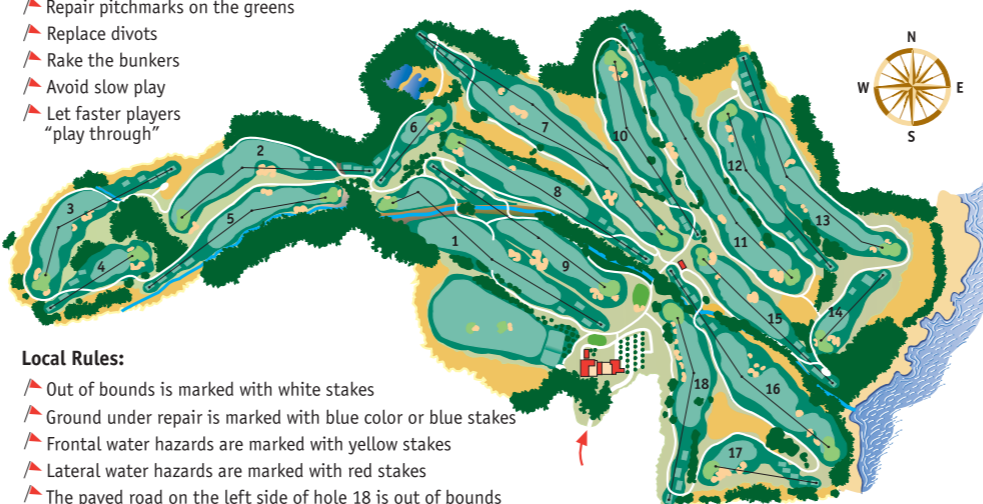 Repair pitchmarks on the greens
Replace divots
Rake the bunkers
Avoid slow play
Let faster players
“play through”
N
W E
S
1
2
3
4
5
6
7
8
9
10
11
12
13
14
15
16
17
18
Local Rules:
Out of bounds is marked with white stakes
Ground under repair is marked with blue color or blue stakes
Frontal water hazards are marked with yellow stakes
Lateral water hazards are marked with red stakes
The paved road on the left side of hole 18 is out of bounds